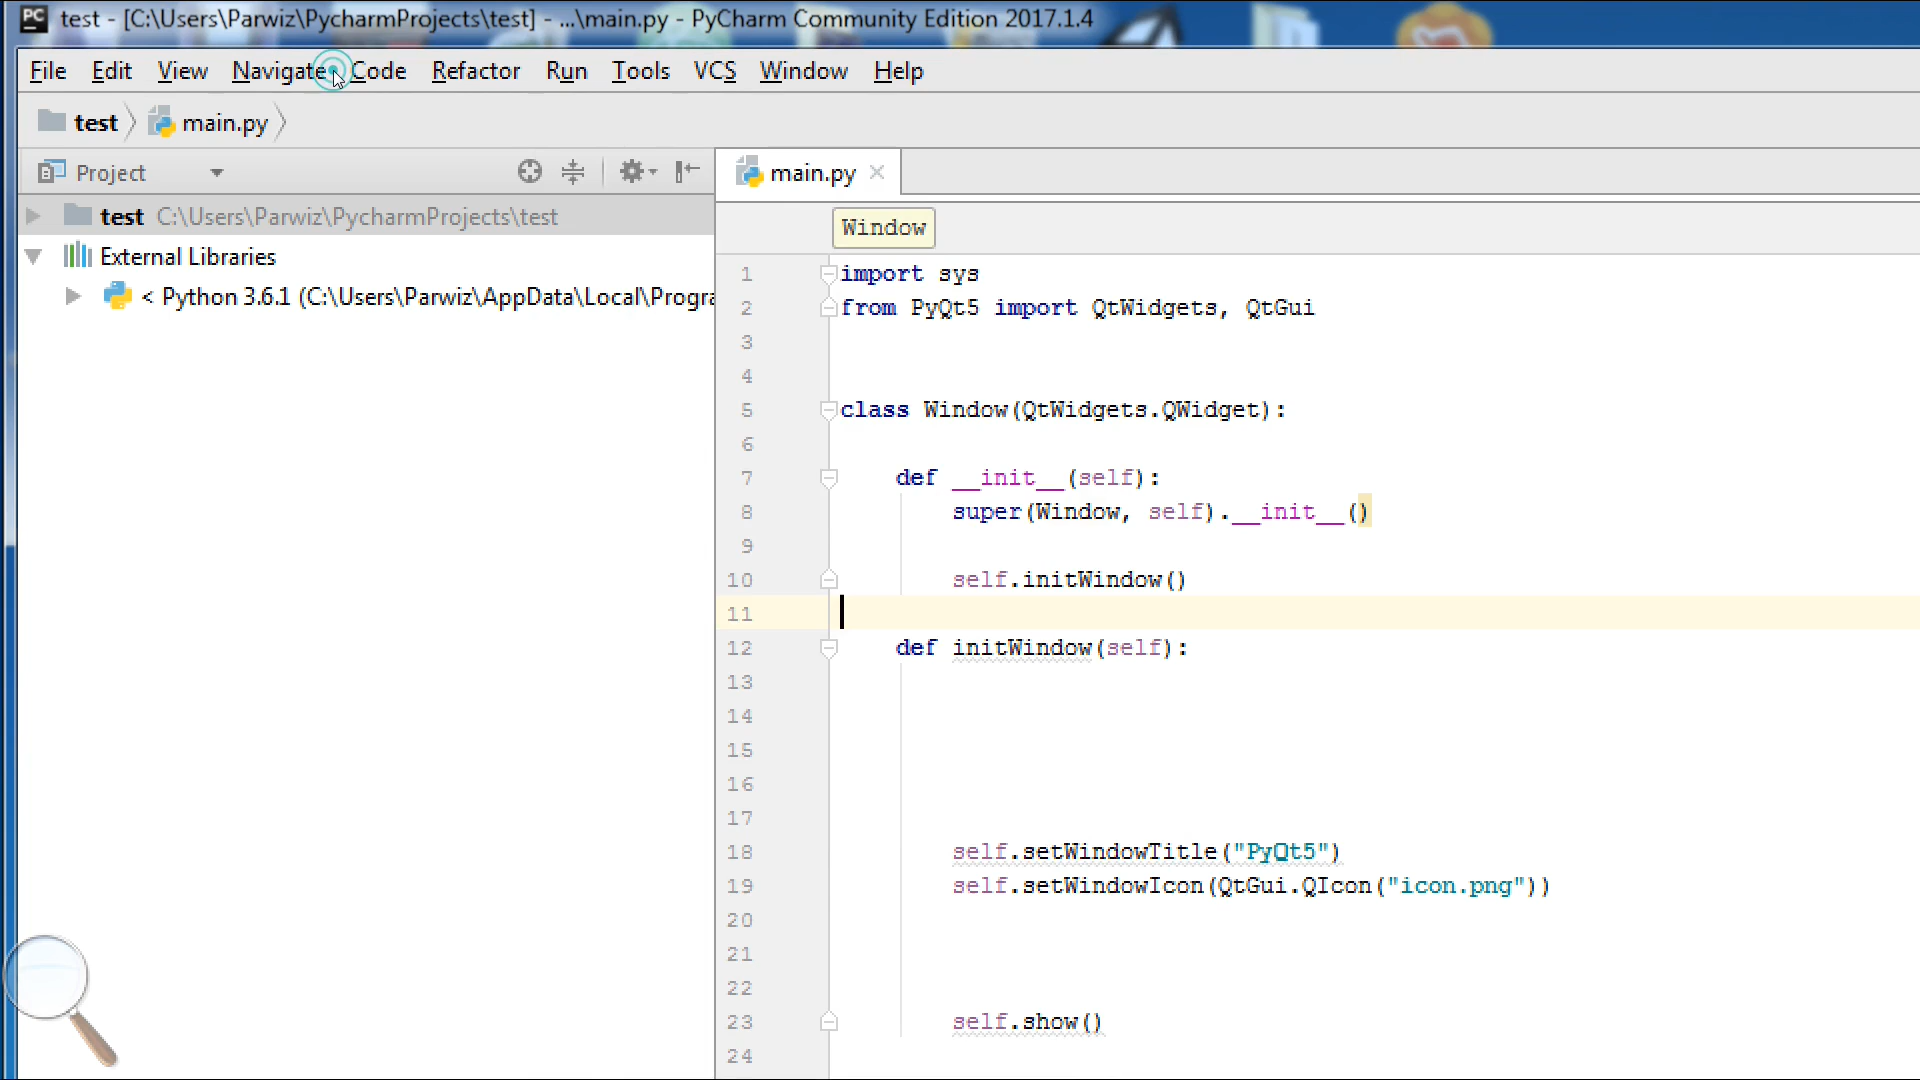 PC test - [C:\Users\Parwiz\PycharmProjects\test] - ...\main.py - PyCharm Community Edition 2017.1.4
File Edit View Navigate Code Refactor Run Tools VCS Window Help
test main.py
Project
main.py
test C:\Users\Parwiz\PycharmProjects\test
Window
External Libraries
< Python 3.6.1 (C:\Users\Parwiz\AppData\Local\Progra
1 import sys
2 from PyQt5 import QtWidgets, QtGui
3
4
5 class Window(QtWidgets.QWidget):
6
7 def __init__(self):
8 super(Window, self).__init__()
9
10 self.initWindow()
11
12 def initWindow(self):
13
14
15
16
17
18 self.setWindowTitle("PyQt5")
19 self.setWindowIcon(QtGui.QIcon("icon.png"))
20
21
22
23 self.show()
24